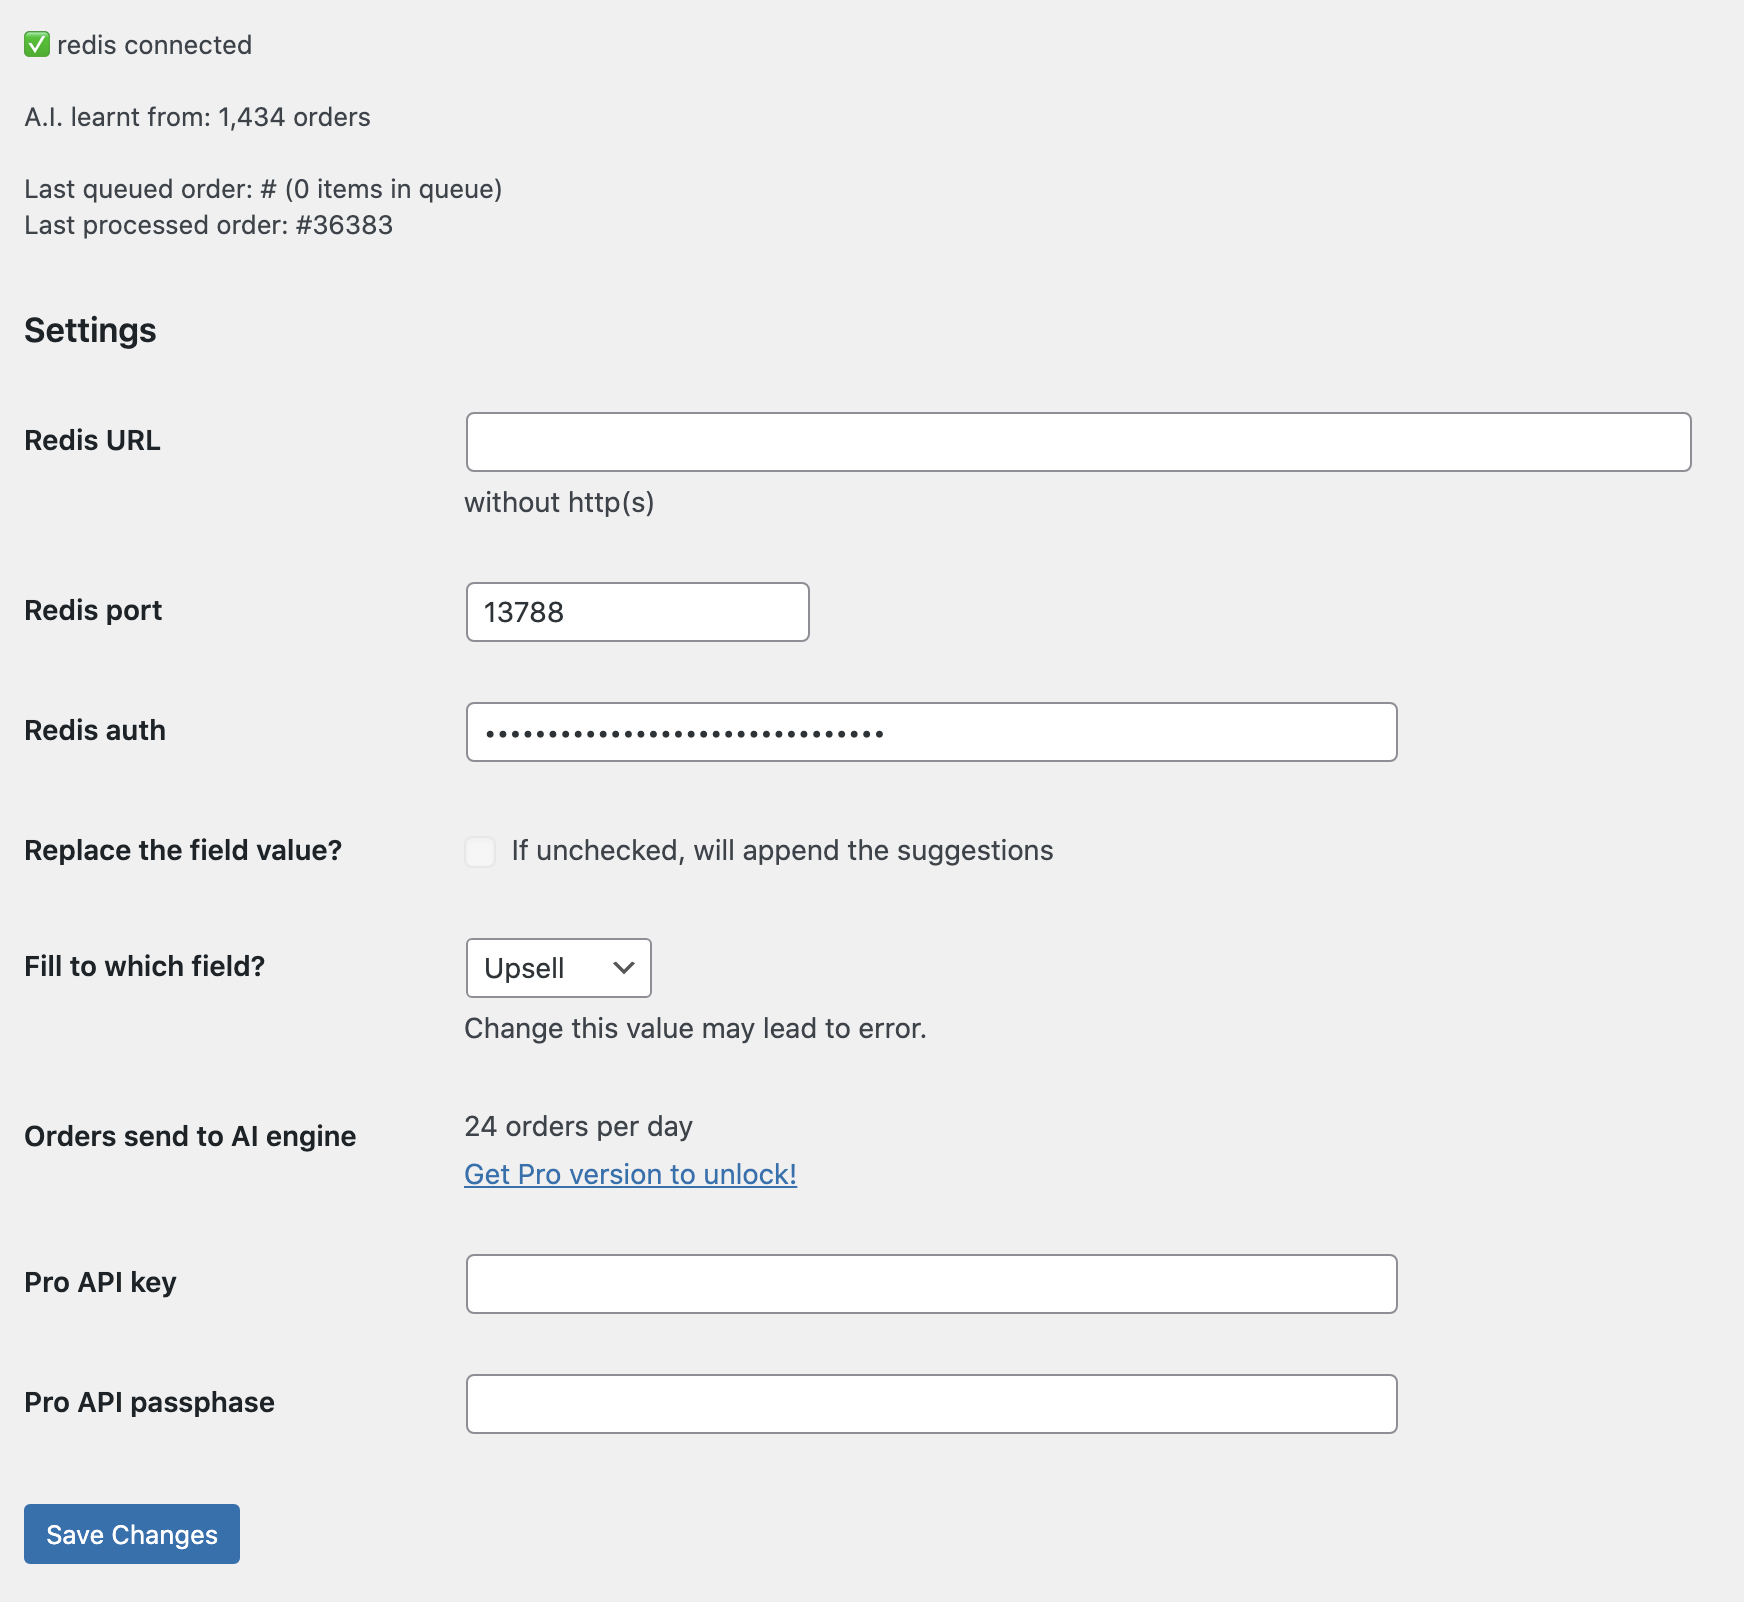 ✅ redis connected
A.I. learnt from: 1,434 orders
Last queued order: # (0 items in queue)
Last processed order: #36383
Settings
Redis URL
without http(s)
Redis port 13788
Redis auth ••••••••••••••••••••••••••••••••
Replace the field value? If unchecked, will append the suggestions
Fill to which field? Upsell
Change this value may lead to error.
Orders send to AI engine 24 orders per day
Get Pro version to unlock!
Pro API key
Pro API passphase
Save Changes